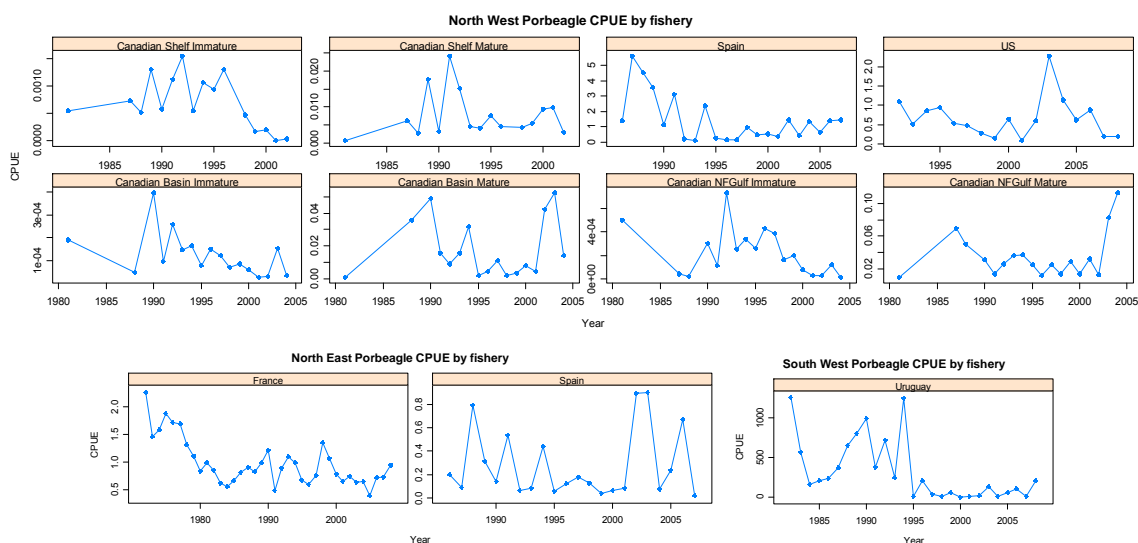 North West Porbeagle CPUE by fishery
Canadian Shelf Immature
Canadian Shelf Mature
Spain
US
0.0010
0.0000
0.020
0.010
0.000
5
4
3
2
1
0
2.0
1.5
1.0
0.5
0.0
1985 1990 1995 2000
1985 1990 1995 2000
1990 1995 2000 2005
1995 2000 2005
CPUE
Canadian Basin Immature
Canadian Basin Mature
Canadian NFGulf Immature
Canadian NFGulf Mature
3e-04
1e-04
0.04
0.02
0.00
4e-04
0e+00
0.10
0.06
0.02
1980 1985 1990 1995 2000 2005
1980 1985 1990 1995 2000 2005
1980 1985 1990 1995 2000 2005
1980 1985 1990 1995 2000 2005
Year
North East Porbeagle CPUE by fishery
France
Spain
CPUE
2.0
1.5
1.0
0.5
0.8
0.6
0.4
0.2
0.0
1980 1990 2000
1990 1995 2000 2005
Year
South West Porbeagle CPUE by fishery
Uruguay
CPUE
1000
500
0
1985 1990 1995 2000 2005
Year